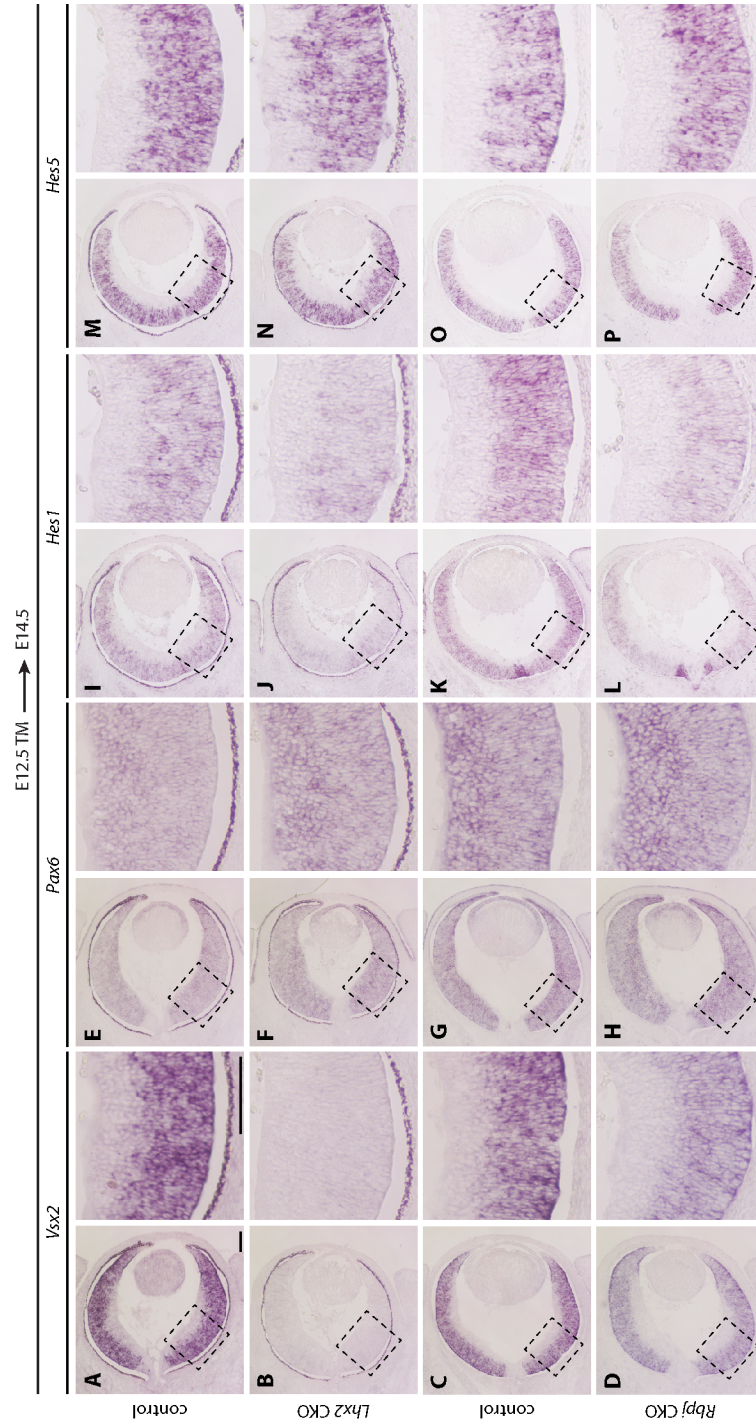 E12.5 TM → E14.5
Vsx2 Pax6 Hes1 Hes5
control A E I M
Lhx2 CKO B F J N
control C G K O
Rbpj CKO D H L P